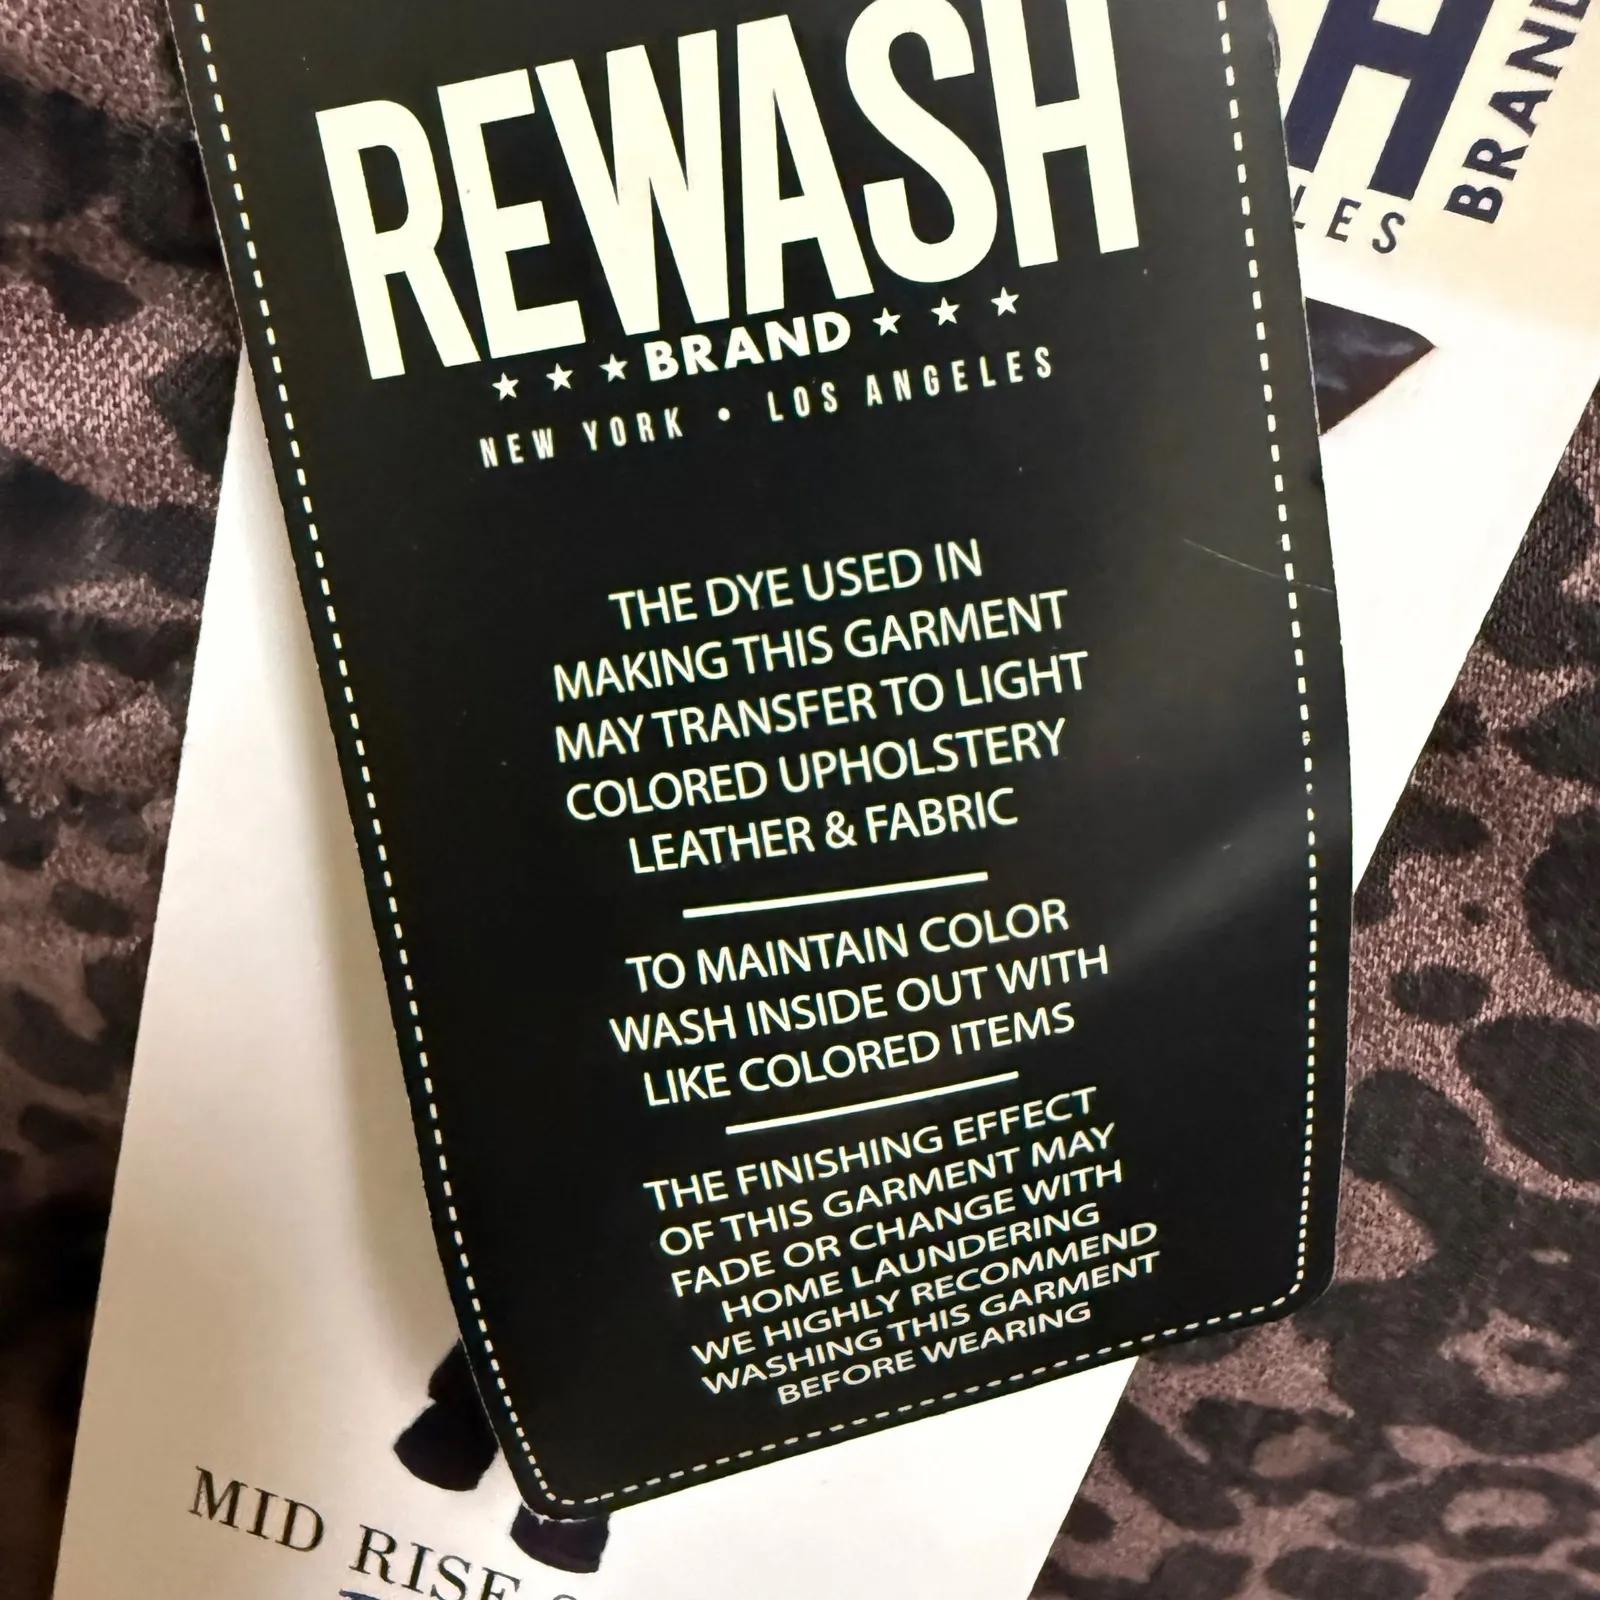 REWASH
★ ★ ★ BRAND ★ ★ ★
NEW YORK • LOS ANGELES
THE DYE USED IN
MAKING THIS GARMENT
MAY TRANSFER TO LIGHT
COLORED UPHOLSTERY
LEATHER & FABRIC
TO MAINTAIN COLOR
WASH INSIDE OUT WITH
LIKE COLORED ITEMS
THE FINISHING EFFECT
OF THIS GARMENT MAY
FADE OR CHANGE WITH
HOME LAUNDERING
WE HIGHLY RECOMMEND
WASHING THIS GARMENT
BEFORE WEARING
H
BRAND
LES
MID RISE